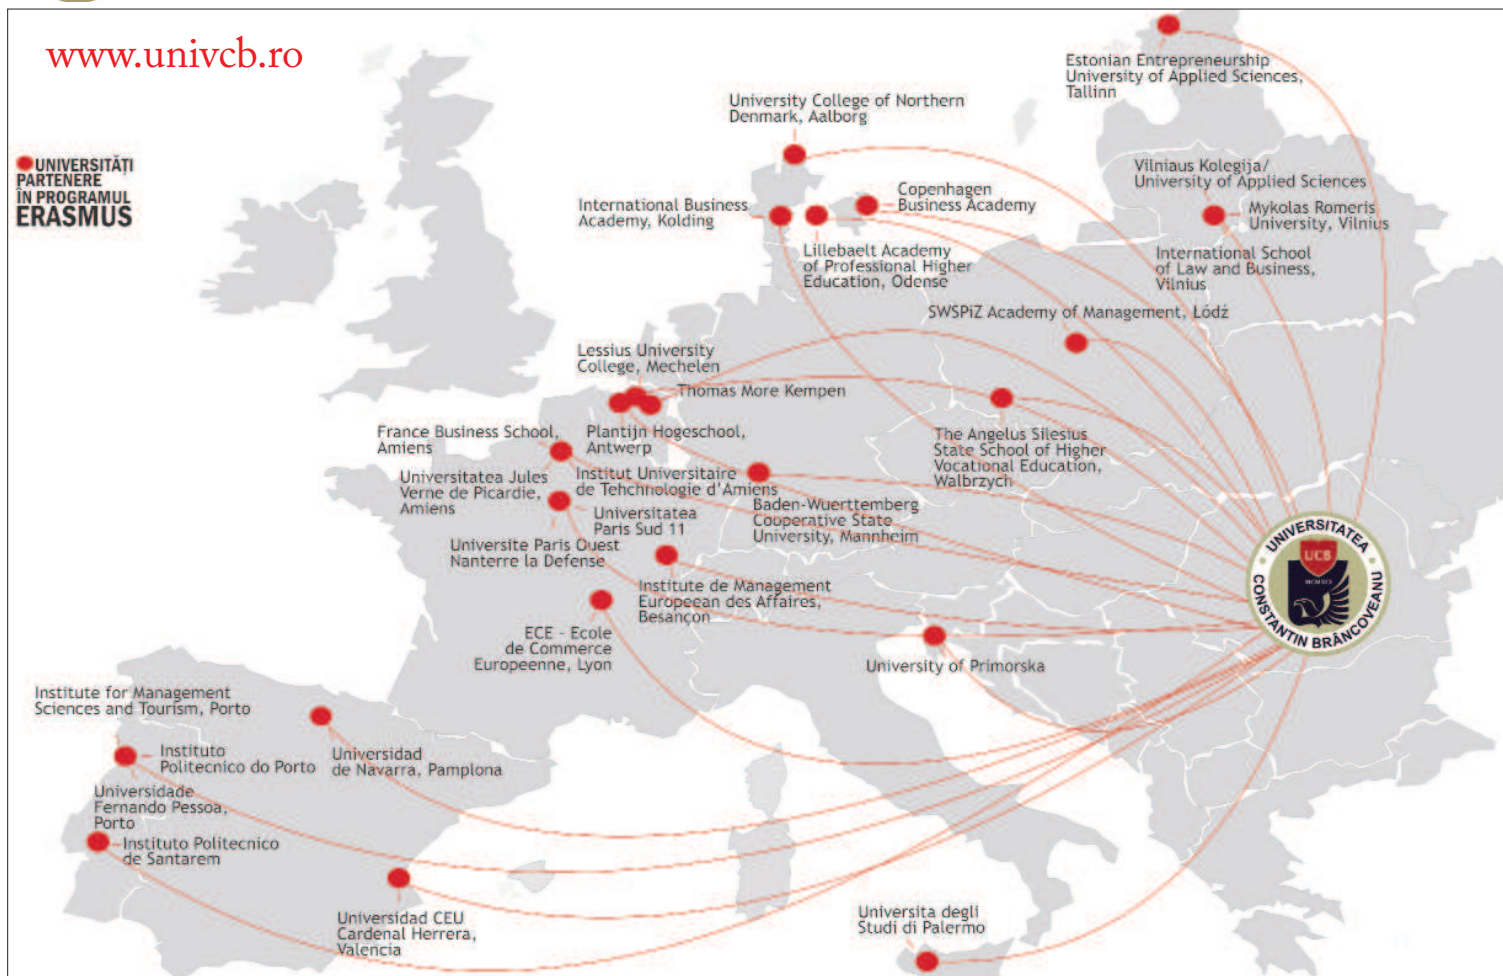 www.univcb.ro
UNIVERSITĂȚI
PARTENERE
ÎN PROGRAMUL
ERASMUS
Estonian Entrepreneurship
University of Applied Sciences,
Tallinn
University College of Northern
Denmark, Aalborg
Vilniaus Kolegija/
University of Applied Sciences
Mykolas Romeris
University, Vilnius
International School
of Law and Business,
Vilnius
International Business
Academy, Kolding
Copenhagen
Business Academy
Lillebaelt Academy
of Professional Higher
Education, Odense
SWSPiZ Academy of Management, Łódź
Lessius University
College, Mechelen
Thomas More Kempen
Plantijn Hogeschool,
Antwerp
France Business School,
Amiens
The Angelus Silesius
State School of Higher
Vocational Education,
Walbrzych
Universitatea Jules
Verne de Picardie,
Amiens
Institut Universitaire
de Tehchnologie d'Amiens
Universitatea
Paris Sud 11
Baden-Wuerttemberg
Cooperative State
University, Mannheim
Universite Paris Ouest
Nanterre la Defense
Institute de Management
Europeean des Affaires,
Besançon
ECE - Ecole
de Commerce
Europeenne, Lyon
University of Primorska
UNIVERSITATEA
UCB
MCMXCI
CONSTANTIN BRÂNCOVEANU
Institute for Management
Sciences and Tourism, Porto
Instituto
Politecnico do Porto
Universidad
de Navarra, Pamplona
Universidade
Fernando Pessoa,
Porto
Instituto Politecnico
de Santarem
Universidad CEU
Cardenal Herrera,
Valencia
Universita degli
Studi di Palermo